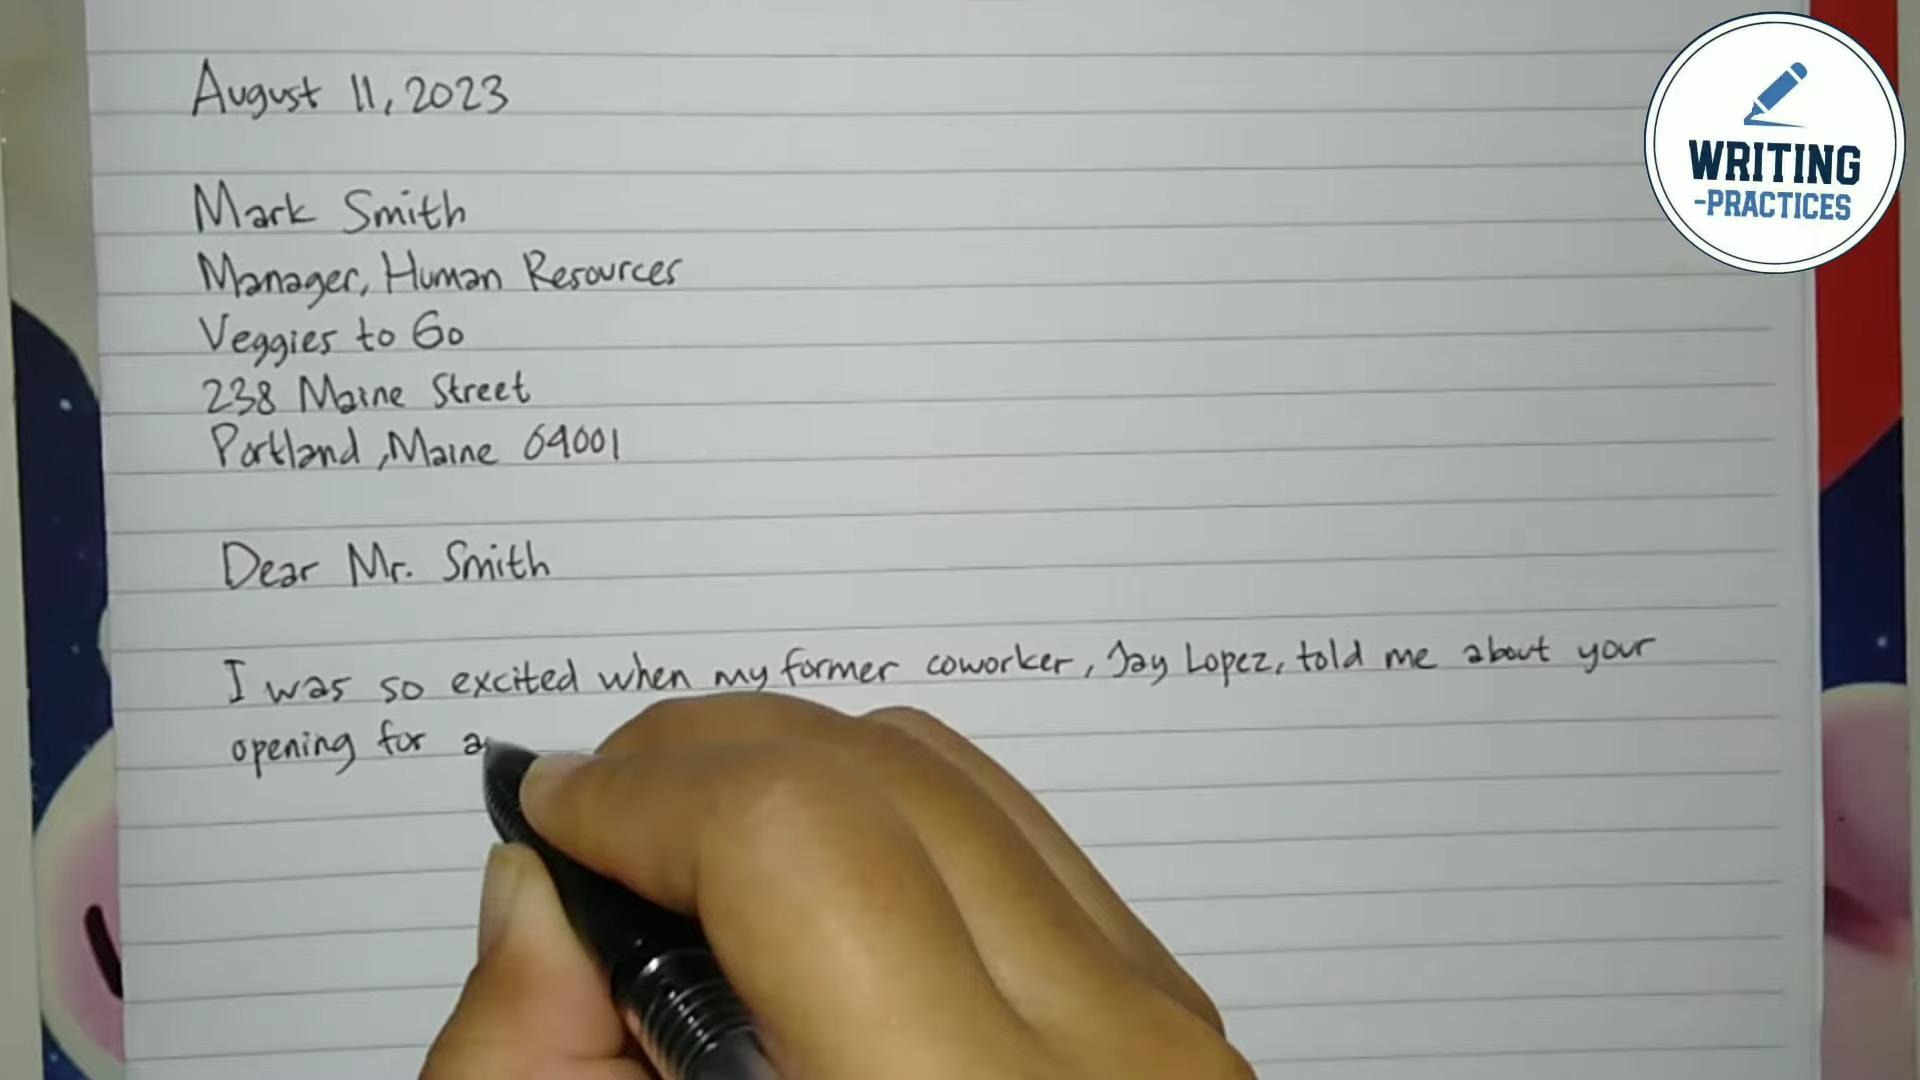 August 11, 2023
Mark Smith
Manager, Human Resources
Veggies to Go
238 Maine Street
Portland, Maine 04001
Dear Mr. Smith
I was so excited when my former coworker, Jay Lopez, told me about your
opening for a
WRITING
-PRACTICES